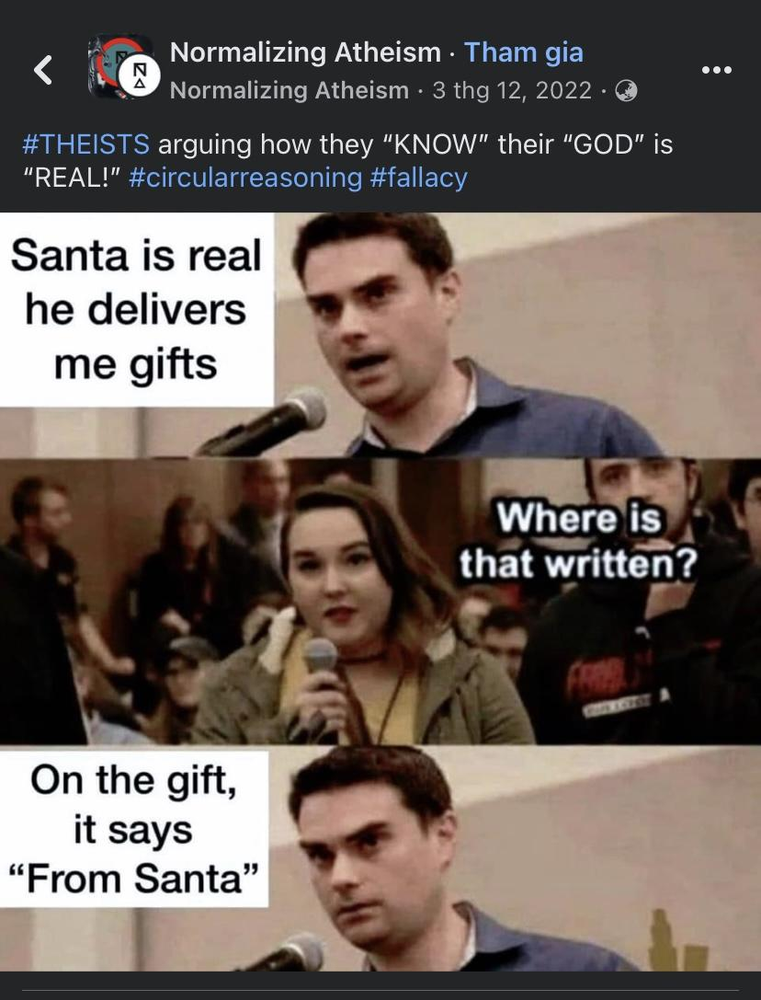 Normalizing Atheism · Tham gia
Normalizing Atheism · 3 thg 12, 2022 ·
#THEISTS arguing how they “KNOW” their “GOD” is
“REAL!” #circularreasoning #fallacy
Santa is real
he delivers
me gifts
Where is
that written?
On the gift,
it says
“From Santa”